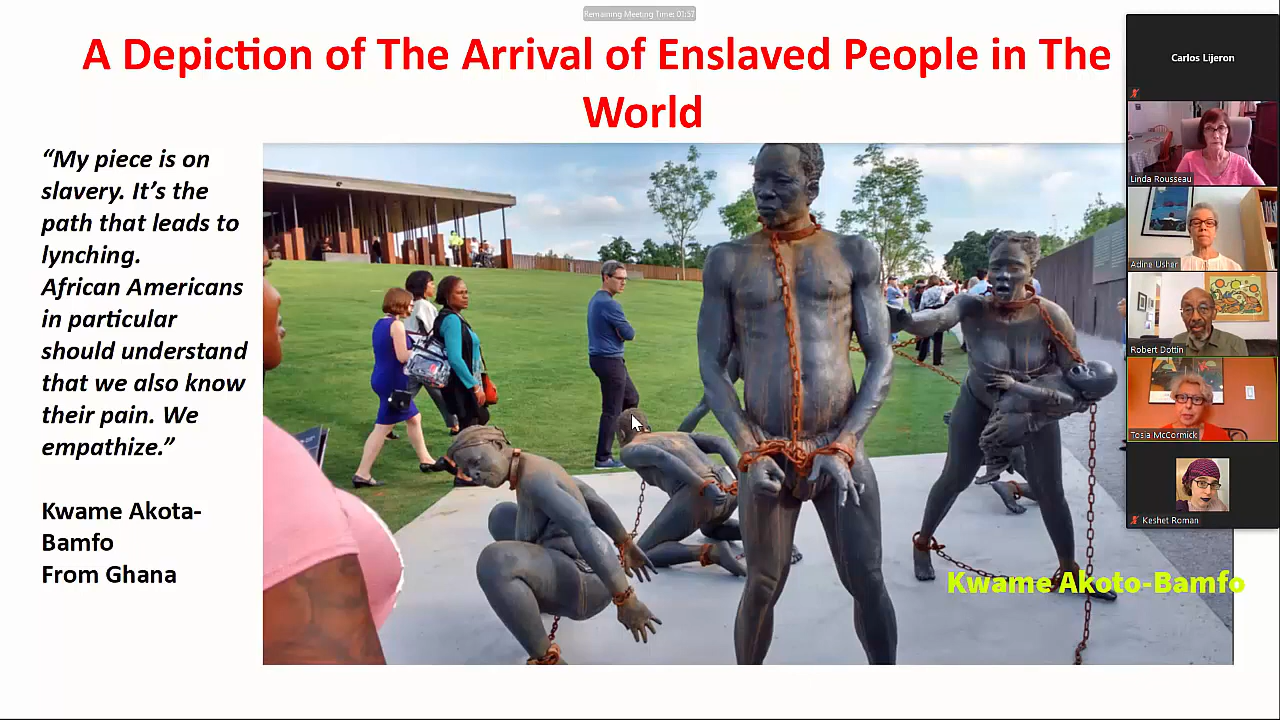 Remaining Meeting Time: 01:57
A Depiction of The Arrival of Enslaved People in The
World
“My piece is on
slavery. It’s the
path that leads to
lynching.
African Americans
in particular
should understand
that we also know
their pain. We
empathize.”
Kwame Akota-
Bamfo
From Ghana
Kwame Akoto-Bamfo
Carlos Lijeron
Linda Rousseau
Adine Usher
Robert Dottin
Tosia McCormick
Keshet Roman